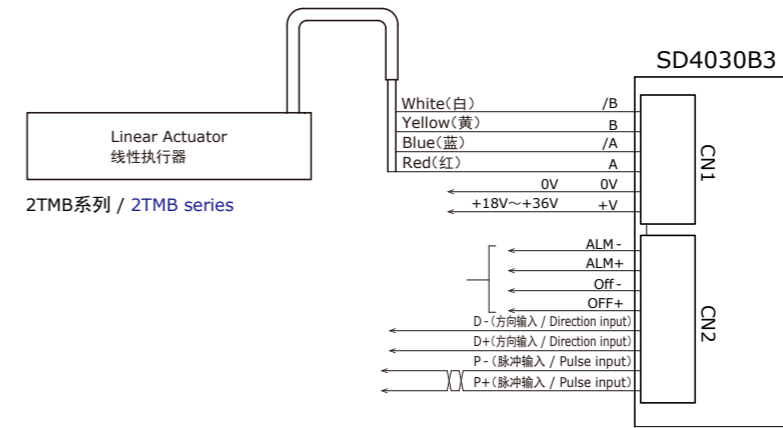 SD4030B3
White(白) /B
Yellow(黄) B
Blue(蓝) /A
Red(红) A
0V 0V
+18V～+36V +V
CN1
Linear Actuator
线性执行器
2TMB系列 / 2TMB series
ALM -
ALM+
Off -
OFF+
D -(方向输入 / Direction input)
D+(方向输入 / Direction input)
P -(脉冲输入 / Pulse input)
P+(脉冲输入 / Pulse input)
CN2